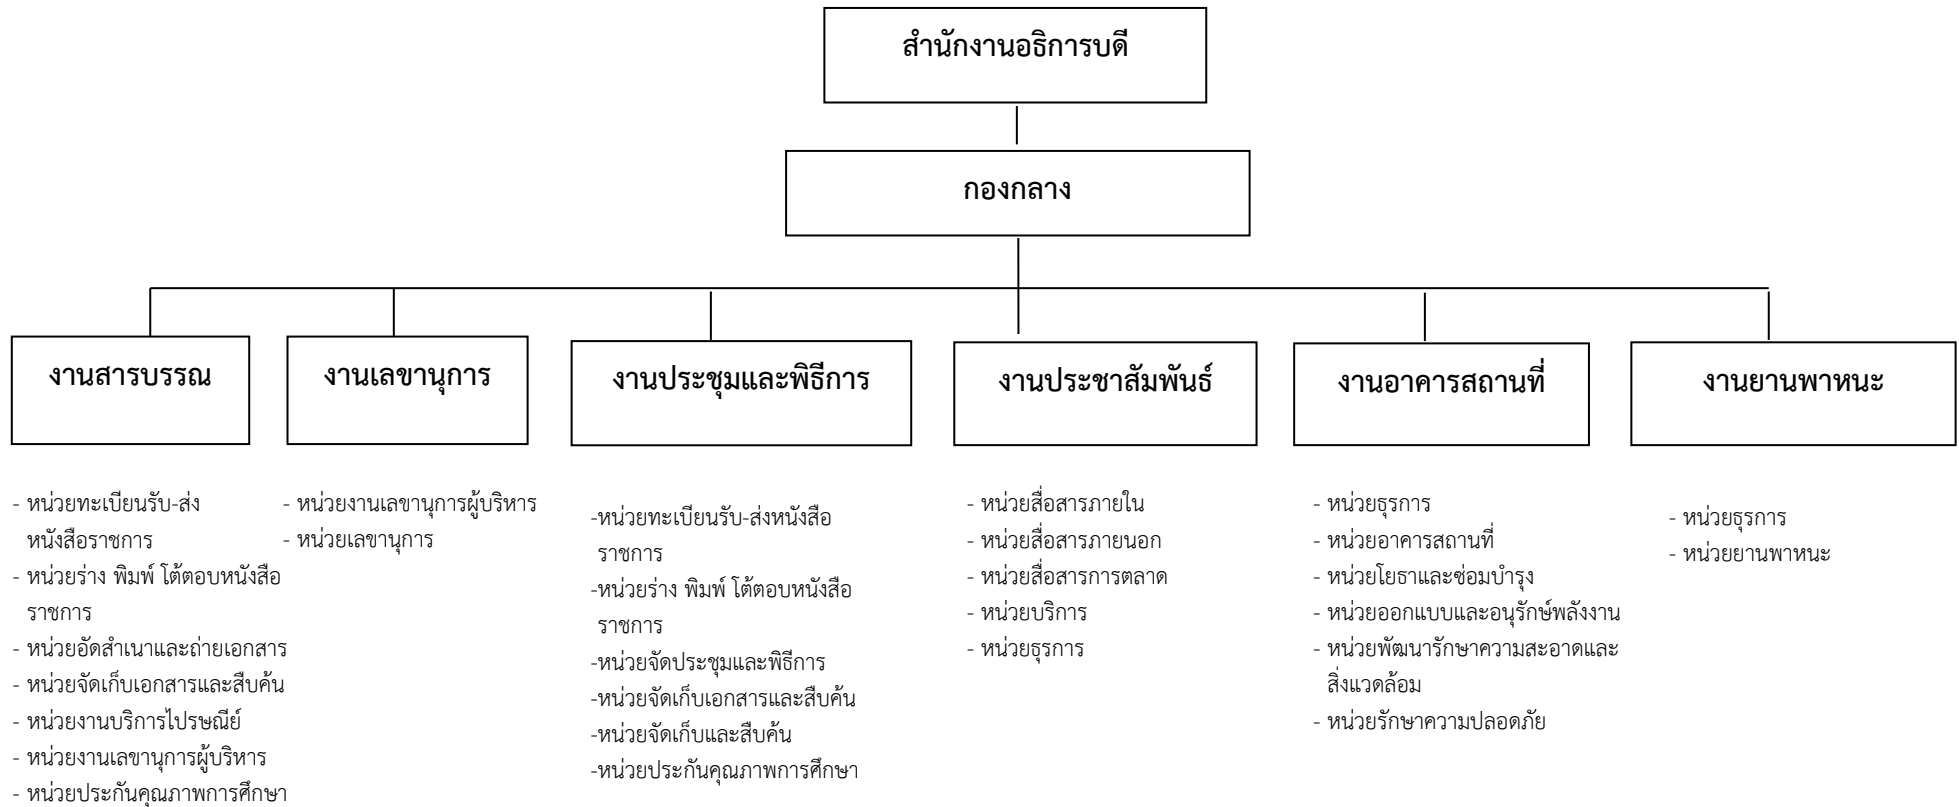 สำนักงานอธิการบดี
กองกลาง
งานสารบรรณ
งานเลขานุการ
งานประชุมและพิธีการ
งานประชาสัมพันธ์
งานอาคารสถานที่
งานยานพาหนะ
- หน่วยทะเบียนรับ-ส่ง
หนังสือราชการ
- หน่วยร่าง พิมพ์ โต้ตอบหนังสือ
ราชการ
- หน่วยอัดสำเนาและถ่ายเอกสาร
- หน่วยจัดเก็บเอกสารและสืบค้น
- หน่วยงานบริการไปรษณีย์
- หน่วยงานเลขานุการผู้บริหาร
- หน่วยประกันคุณภาพการศึกษา
- หน่วยงานเลขานุการผู้บริหาร
- หน่วยเลขานุการ
-หน่วยทะเบียนรับ-ส่งหนังสือ
ราชการ
-หน่วยร่าง พิมพ์ โต้ตอบหนังสือ
ราชการ
-หน่วยจัดประชุมและพิธีการ
-หน่วยจัดเก็บเอกสารและสืบค้น
-หน่วยจัดเก็บและสืบค้น
-หน่วยประกันคุณภาพการศึกษา
- หน่วยสื่อสารภายใน
- หน่วยสื่อสารภายนอก
- หน่วยสื่อสารการตลาด
- หน่วยบริการ
- หน่วยธุรการ
- หน่วยธุรการ
- หน่วยอาคารสถานที่
- หน่วยโยธาและซ่อมบำรุง
- หน่วยออกแบบและอนุรักษ์พลังงาน
- หน่วยพัฒนารักษาความสะอาดและ
สิ่งแวดล้อม
- หน่วยรักษาความปลอดภัย
- หน่วยธุรการ
- หน่วยยานพาหนะ